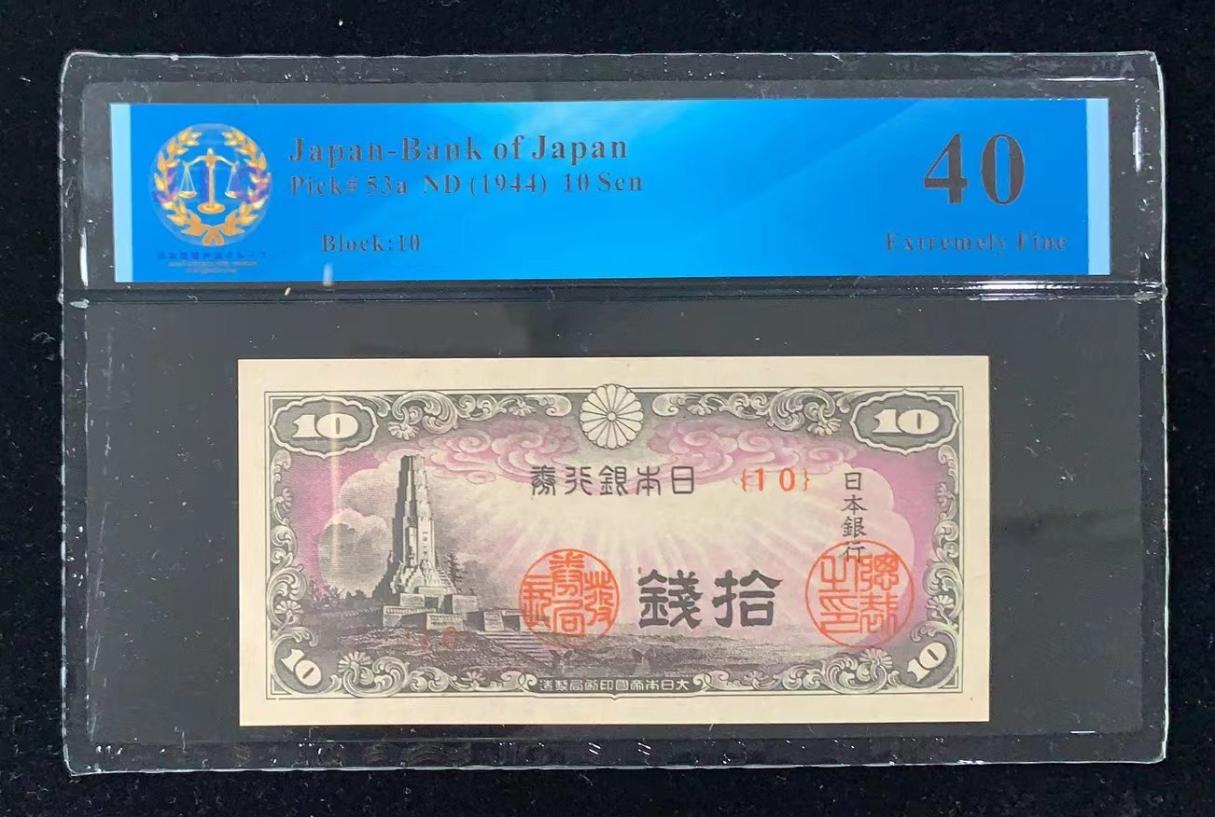 Japan-Bank of Japan
Pick# 53a ND (1944) 10 Sen
Block:10
40
Extremely Fine
10
10
券行銀本日
{10}
日本銀行
錢拾
10
10
造製局刷印國帝本日大